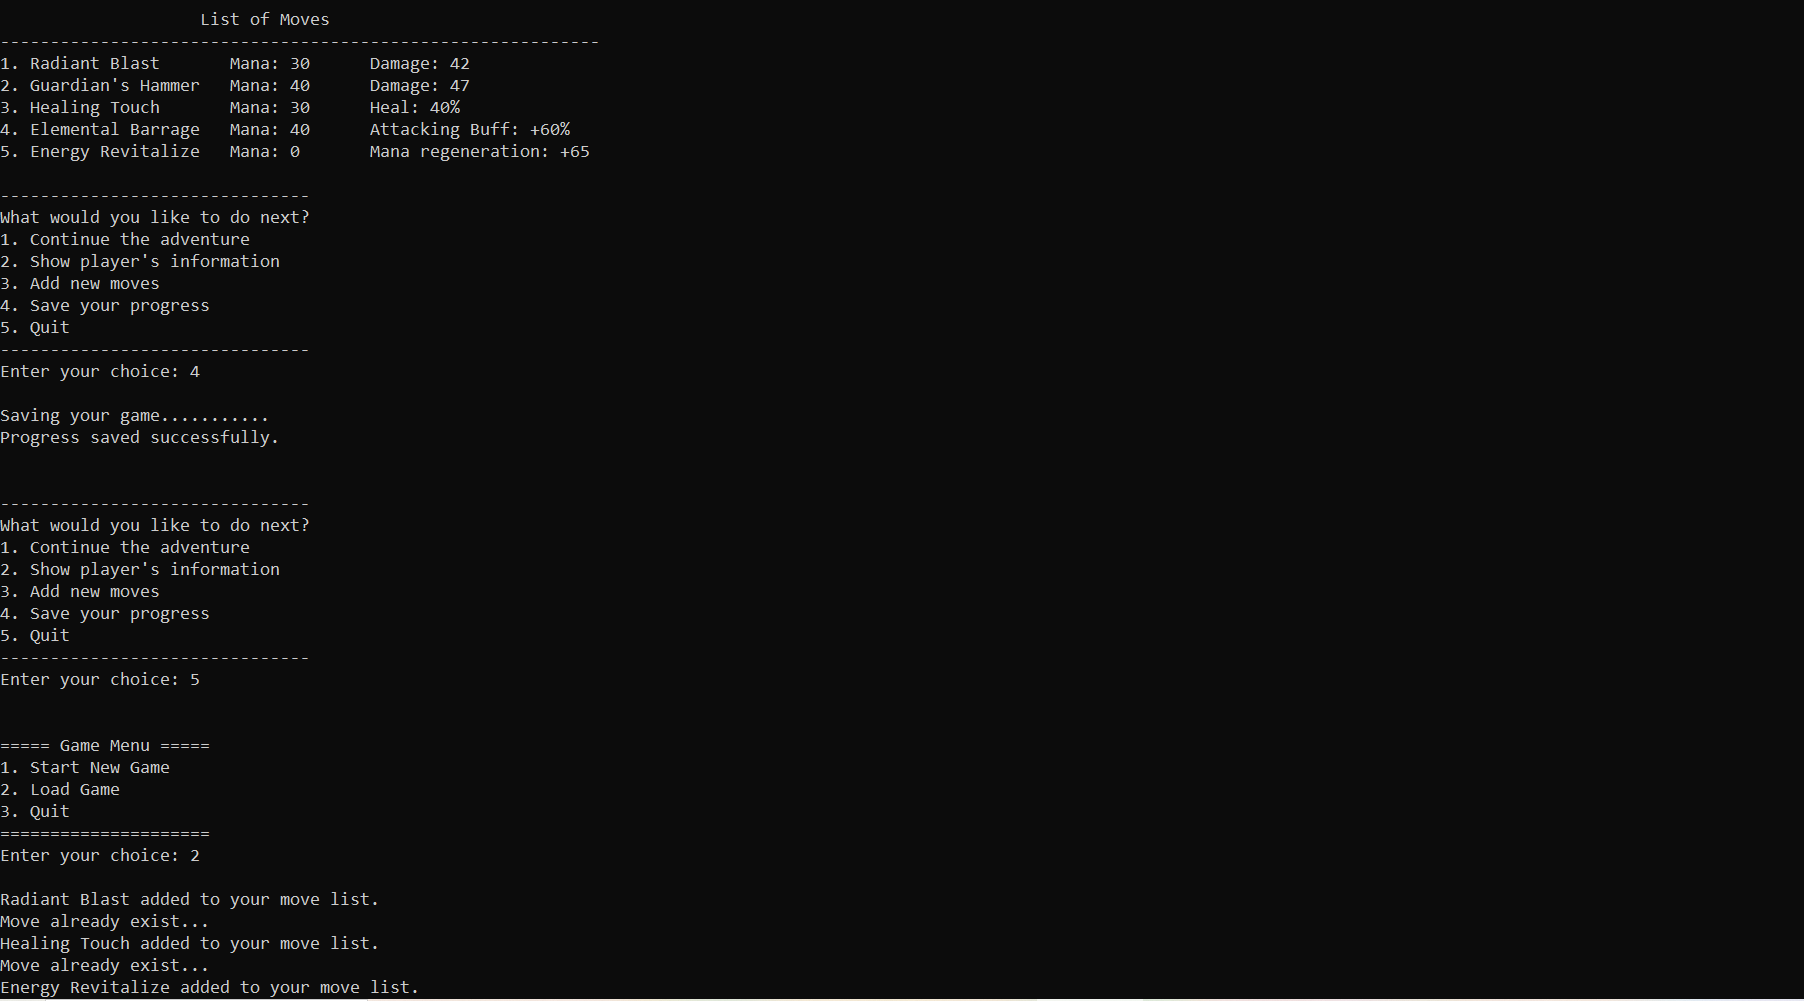 List of Moves
------------------------------------------------------------
1. Radiant Blast       Mana: 30      Damage: 42
2. Guardian's Hammer   Mana: 40      Damage: 47
3. Healing Touch       Mana: 30      Heal: 40%
4. Elemental Barrage   Mana: 40      Attacking Buff: +60%
5. Energy Revitalize   Mana: 0       Mana regeneration: +65
-------------------------------
What would you like to do next?
1. Continue the adventure
2. Show player's information
3. Add new moves
4. Save your progress
5. Quit
-------------------------------
Enter your choice: 4
Saving your game...........
Progress saved successfully.
-------------------------------
What would you like to do next?
1. Continue the adventure
2. Show player's information
3. Add new moves
4. Save your progress
5. Quit
-------------------------------
Enter your choice: 5
===== Game Menu =====
1. Start New Game
2. Load Game
3. Quit
=====================
Enter your choice: 2
Radiant Blast added to your move list.
Move already exist...
Healing Touch added to your move list.
Move already exist...
Energy Revitalize added to your move list.